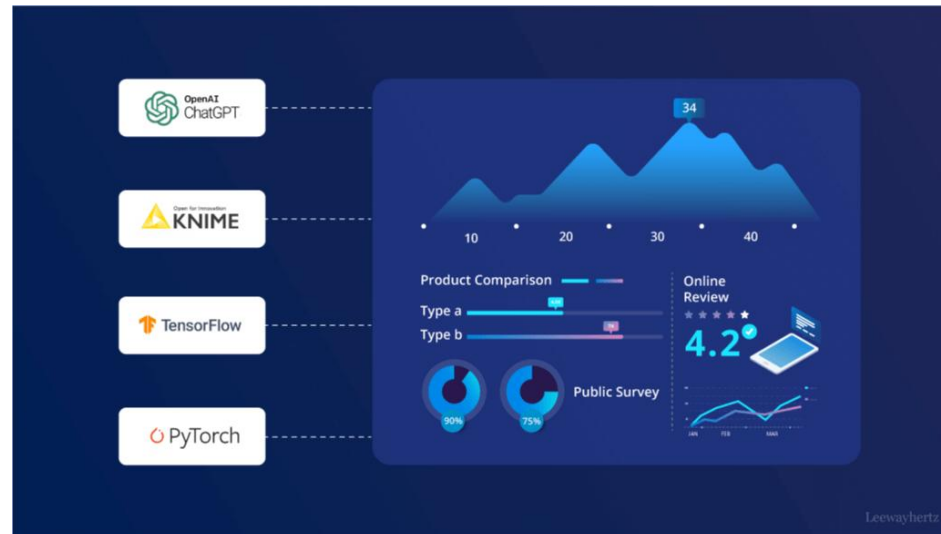 OpenAI
ChatGPT
Open for Innovation
KNIME
TensorFlow
PyTorch
34
10 20 30 40
Product Comparison
Type a
Type b
90%
75%
Public Survey
Online
Review
4.2
JAN FEB MAR
Leewayhertz